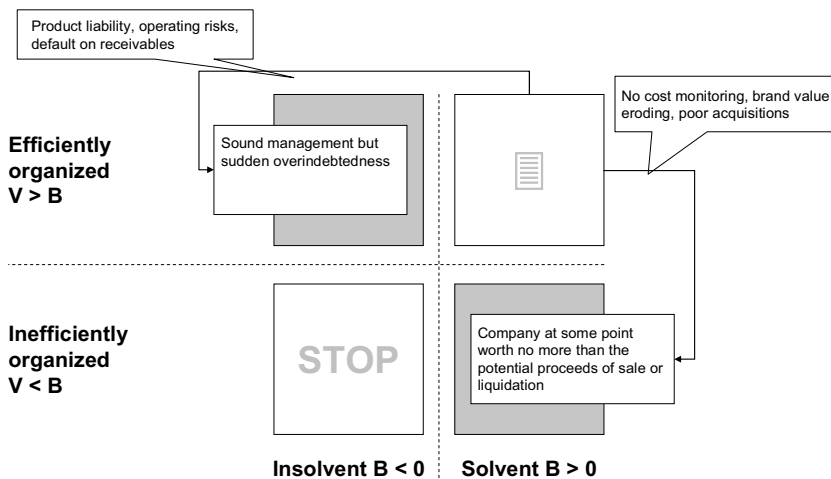 Product liability, operating risks,
default on receivables
No cost monitoring, brand value
eroding, poor acquisitions
Efficiently
organized
V > B
Sound management but
sudden overindebtedness
Inefficiently
organized
V < B
STOP
Company at some point
worth no more than the
potential proceeds of sale or
liquidation
Insolvent B < 0
Solvent B > 0